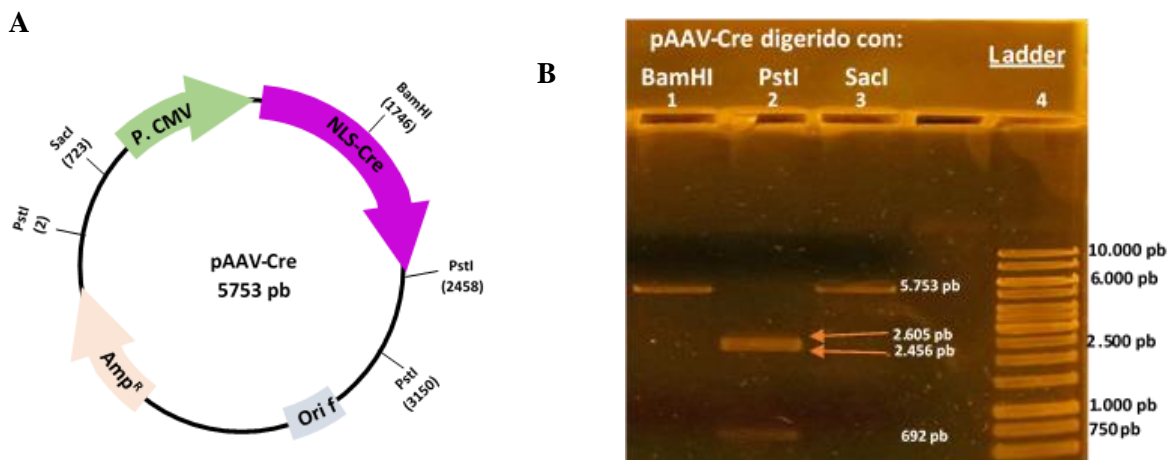 A
P. CMV
NLS-Cre
BamHI
(1746)
SacI
(723)
PstI
(2)
pAAV-Cre
5753 pb
PstI
(2458)
PstI
(3150)
Ori f
Amp^R
B
pAAV-Cre digerido con:
Ladder
BamHI PstI SacI
1 2 3 4
10.000 pb
6.000 pb
5.753 pb
2.605 pb
2.500 pb
2.456 pb
1.000 pb
750 pb
692 pb